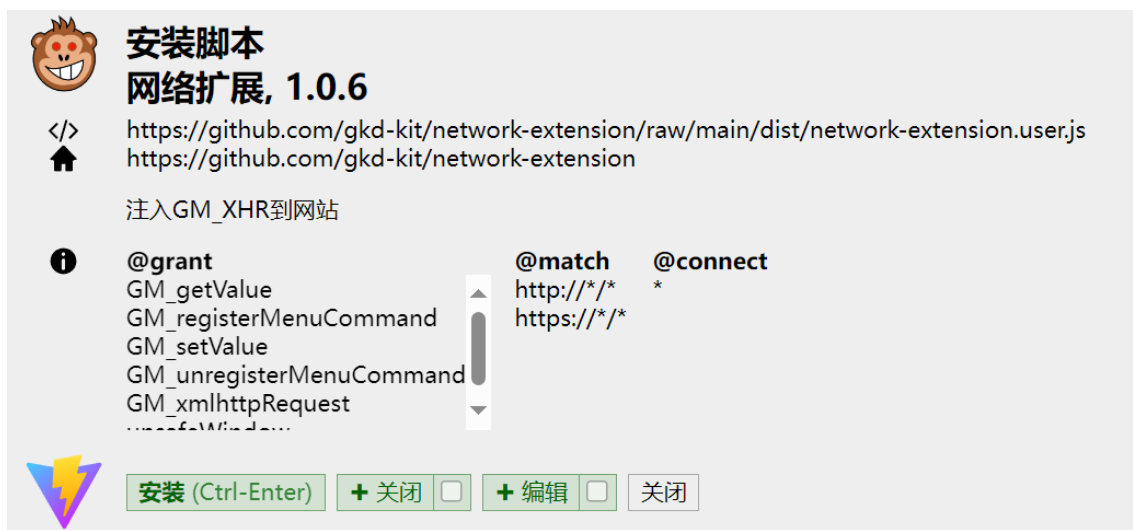 安装脚本
网络扩展, 1.0.6
https://github.com/gkd-kit/network-extension/raw/main/dist/network-extension.user.js
https://github.com/gkd-kit/network-extension
注入GM_XHR到网站
@grant
GM_getValue
GM_registerMenuCommand
GM_setValue
GM_unregisterMenuCommand
GM_xmlhttpRequest
unsafeWindow
@match
http://*/*
https://*/*
@connect
*
安装 (Ctrl-Enter) + 关闭 + 编辑 关闭